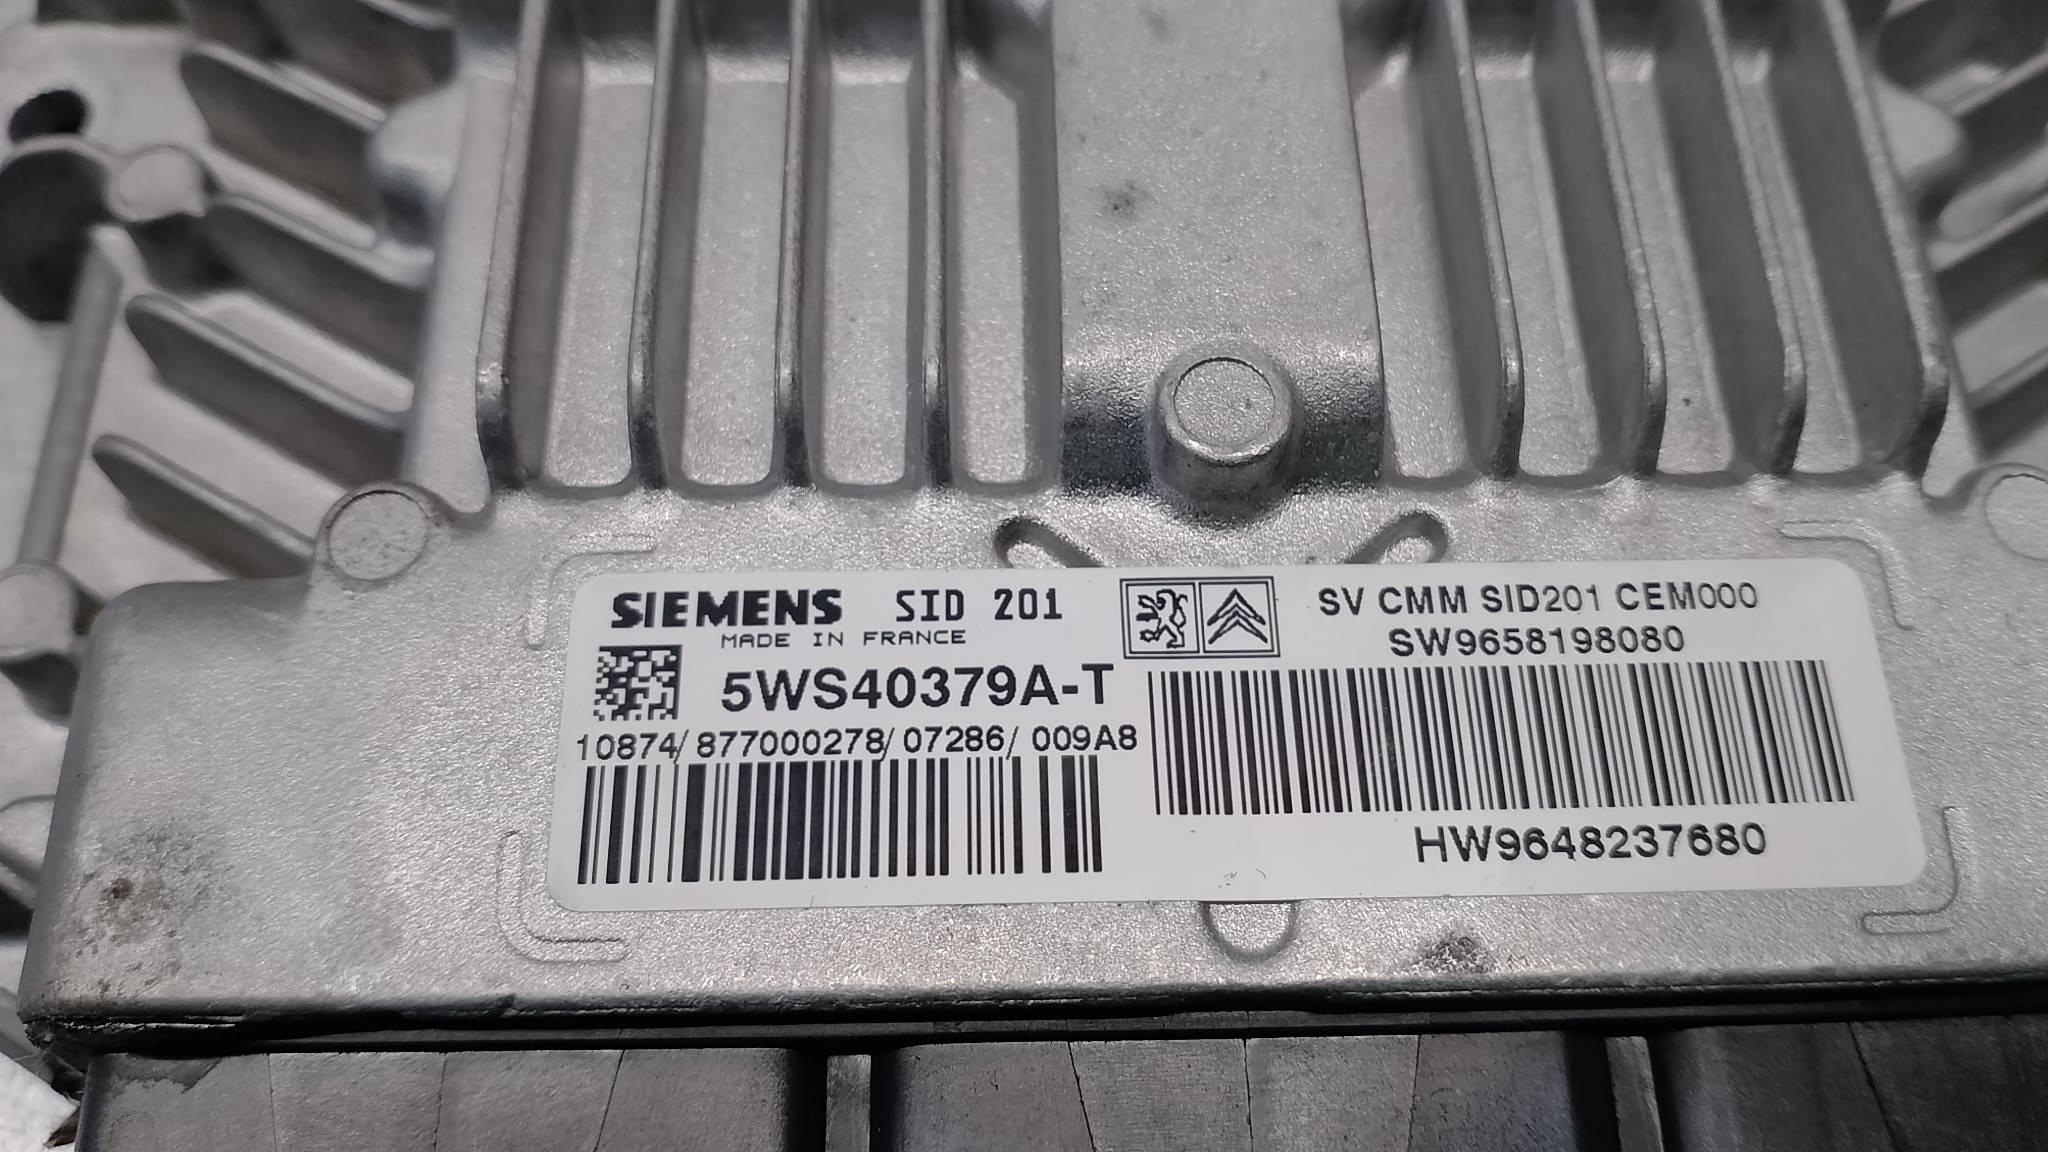 SIEMENS SID 201
MADE IN FRANCE
5WS40379A-T
10874/877000278/07286/009A8
SV CMM SID201 CEM000
SW9658198080
HW9648237680